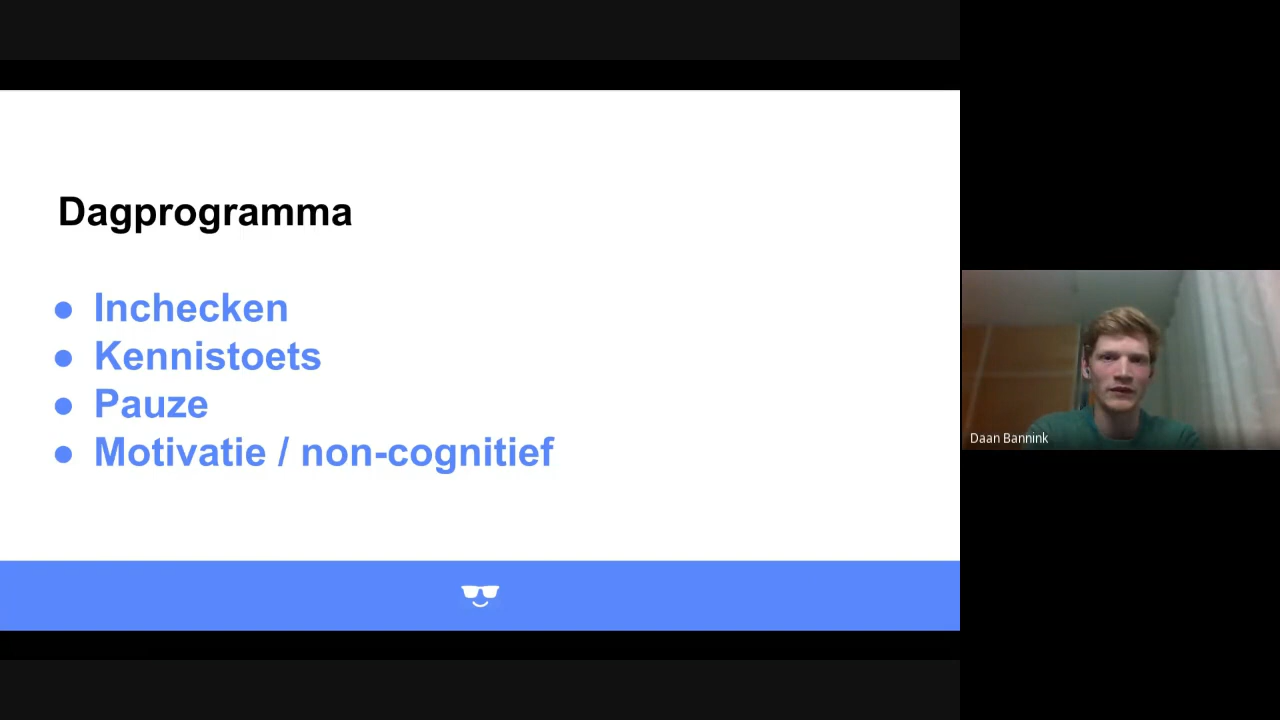 Dagprogramma
● Inchecken
● Kennistoets
● Pauze
● Motivatie / non-cognitief
Daan Bannink